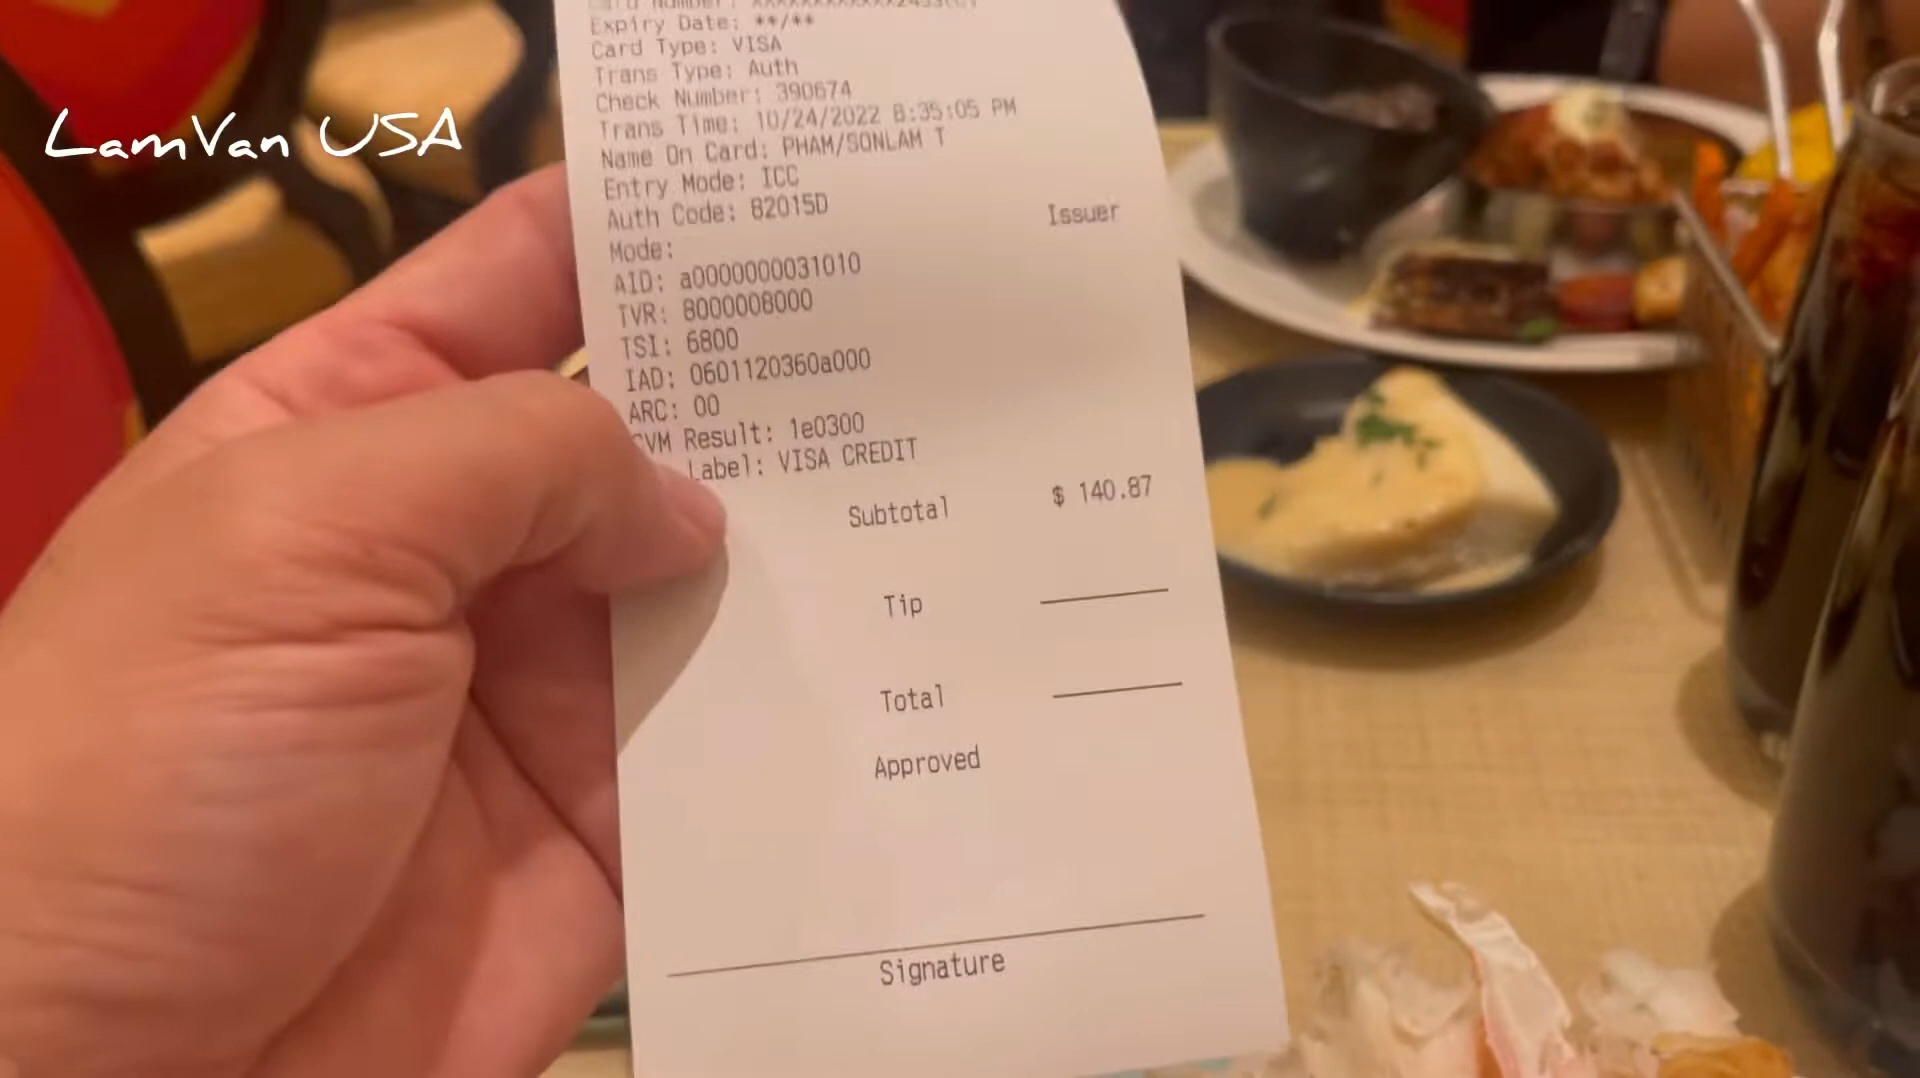 LamVan USA
Expiry Date: **/**
Card Type: VISA
Trans Type: Auth
Check Number: 390674
Trans Time: 10/24/2022 8:35:05 PM
Name On Card: PHAM/SONLAM T
Entry Mode: ICC
Auth Code: 82015D
Issuer
Mode:
AID: a0000000031010
TVR: 8000008000
TSI: 6800
IAD: 0601120360a000
ARC: 00
CVM Result: 1e0300
Label: VISA CREDIT
Subtotal $ 140.87
Tip
Total
Approved
Signature